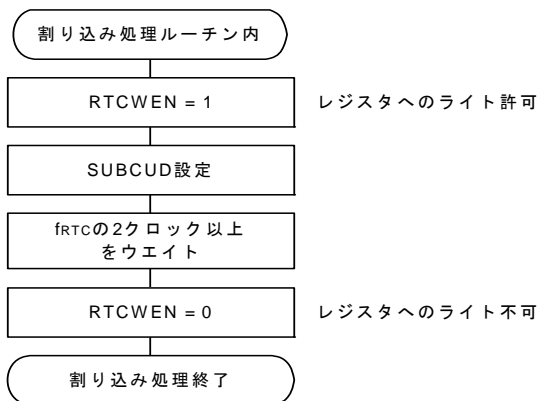 割り込み処理ルーチン内
RTCWEN = 1 レジスタへのライト許可
SUBCUD設定
fRTCの2クロック以上
をウエイト
RTCWEN = 0 レジスタへのライト不可
割り込み処理終了